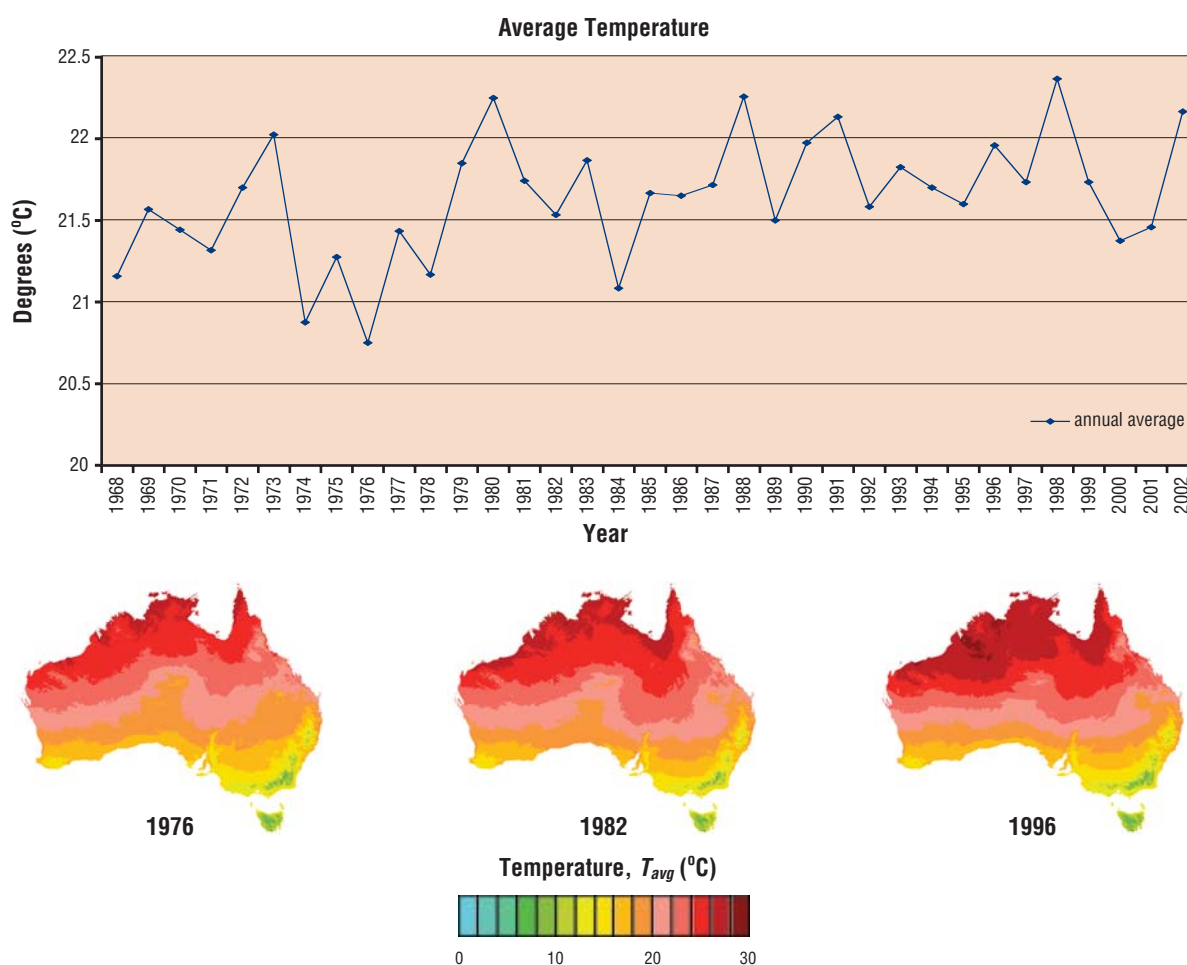 Average Temperature
22.5
22
21.5
21
20.5
20
Degrees (⁰C)
annual average
1968 1969 1970 1971 1972 1973 1974 1975 1976 1977 1978 1979 1980 1981 1982 1983 1984 1985 1986 1987 1988 1989 1990 1991 1992 1993 1994 1995 1996 1997 1998 1999 2000 2001 2002
Year
1976 1982 1996
Temperature, Tavg (⁰C)
0 10 20 30